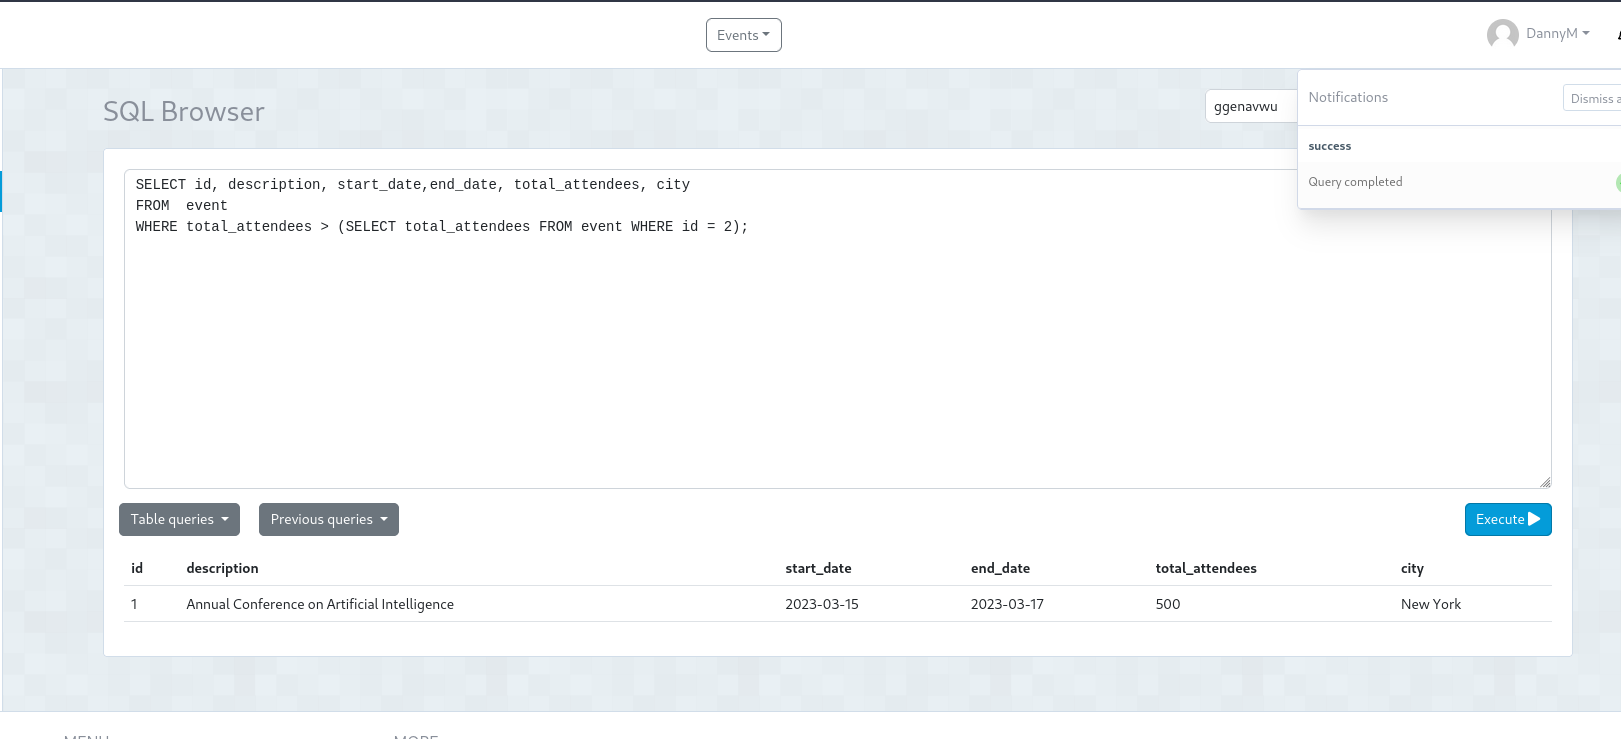 Events
DannyM
SQL Browser
ggenavwu
Notifications
Dismiss
success
Query completed
SELECT id, description, start_date,end_date, total_attendees, city
FROM  event
WHERE total_attendees > (SELECT total_attendees FROM event WHERE id = 2);
Table queries
Previous queries
Execute
id description start_date end_date total_attendees city
1 Annual Conference on Artificial Intelligence 2023-03-15 2023-03-17 500 New York
MENU
MORE